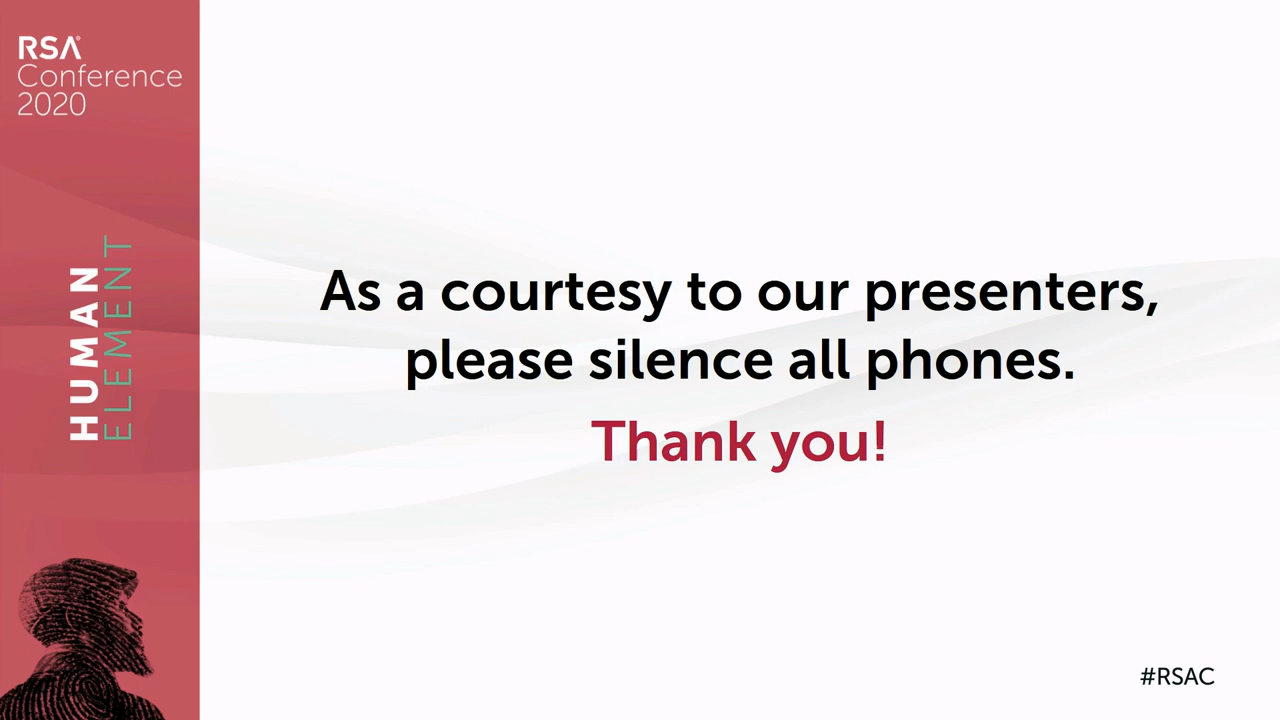 RSA
Conference
2020
HUMAN
ELEMENT
As a courtesy to our presenters,
please silence all phones.
Thank you!
#RSAC